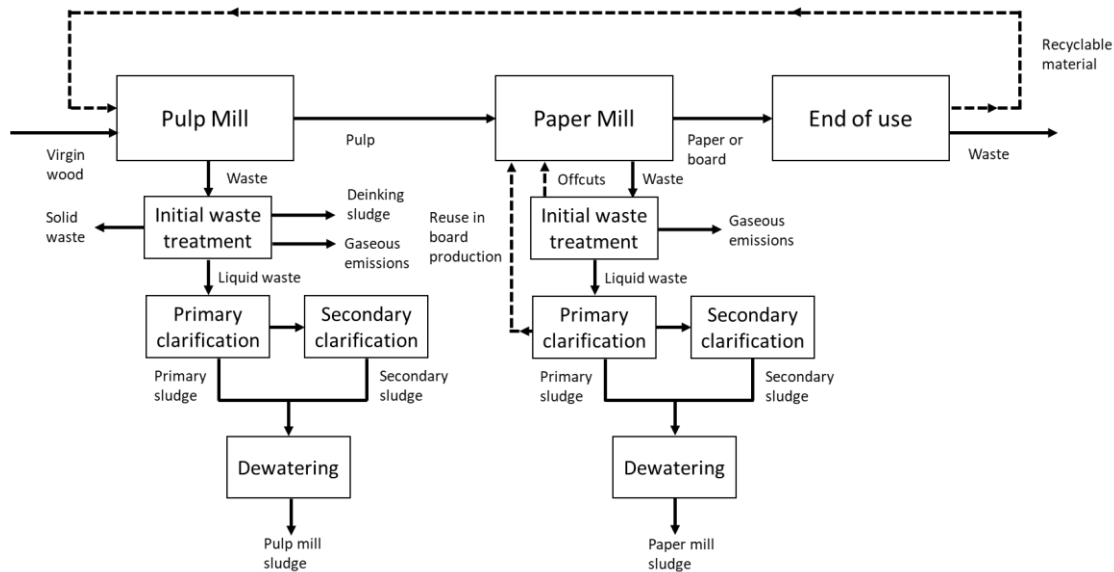 Recyclable
material
Pulp Mill
Paper Mill
End of use
Virgin
wood
Pulp
Paper or
board
Waste
Waste
Offcuts
Waste
Solid
waste
Initial waste
treatment
Deinking
sludge
Gaseous
emissions
Reuse in
board
production
Initial waste
treatment
Gaseous
emissions
Liquid waste
Liquid waste
Primary
clarification
Secondary
clarification
Primary
clarification
Secondary
clarification
Primary
sludge
Secondary
sludge
Primary
sludge
Secondary
sludge
Dewatering
Dewatering
Pulp mill
sludge
Paper mill
sludge